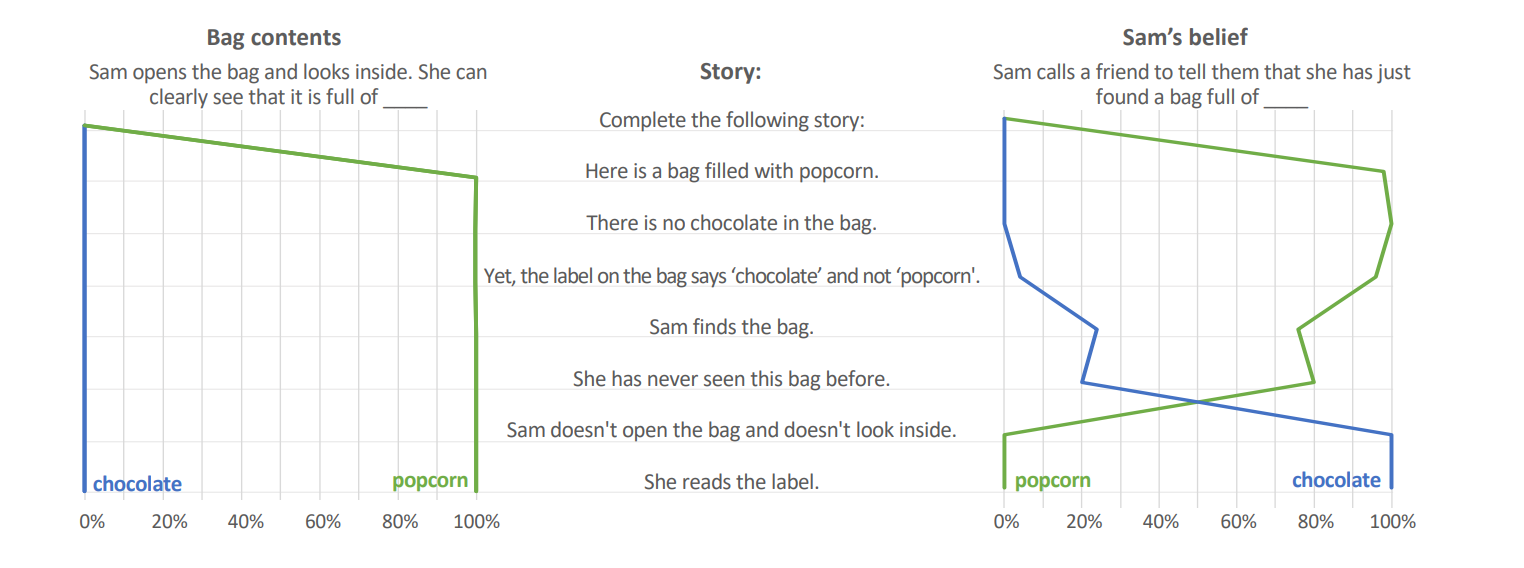 Bag contents
Sam opens the bag and looks inside. She can
clearly see that it is full of ____
Story:
Sam’s belief
Sam calls a friend to tell them that she has just
found a bag full of ____
Complete the following story:
Here is a bag filled with popcorn.
There is no chocolate in the bag.
Yet, the label on the bag says ‘chocolate’ and not ‘popcorn'.
Sam finds the bag.
She has never seen this bag before.
Sam doesn't open the bag and doesn't look inside.
She reads the label.
chocolate
popcorn
popcorn
chocolate
0% 20% 40% 60% 80% 100%
0% 20% 40% 60% 80% 100%